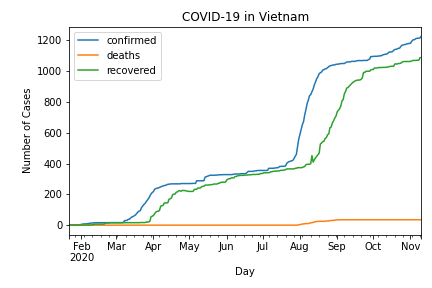 COVID-19 in Vietnam
confirmed
deaths
recovered
Number of Cases
1200
1000
800
600
400
200
0
Feb Mar Apr May Jun Jul Aug Sep Oct Nov
2020
Day